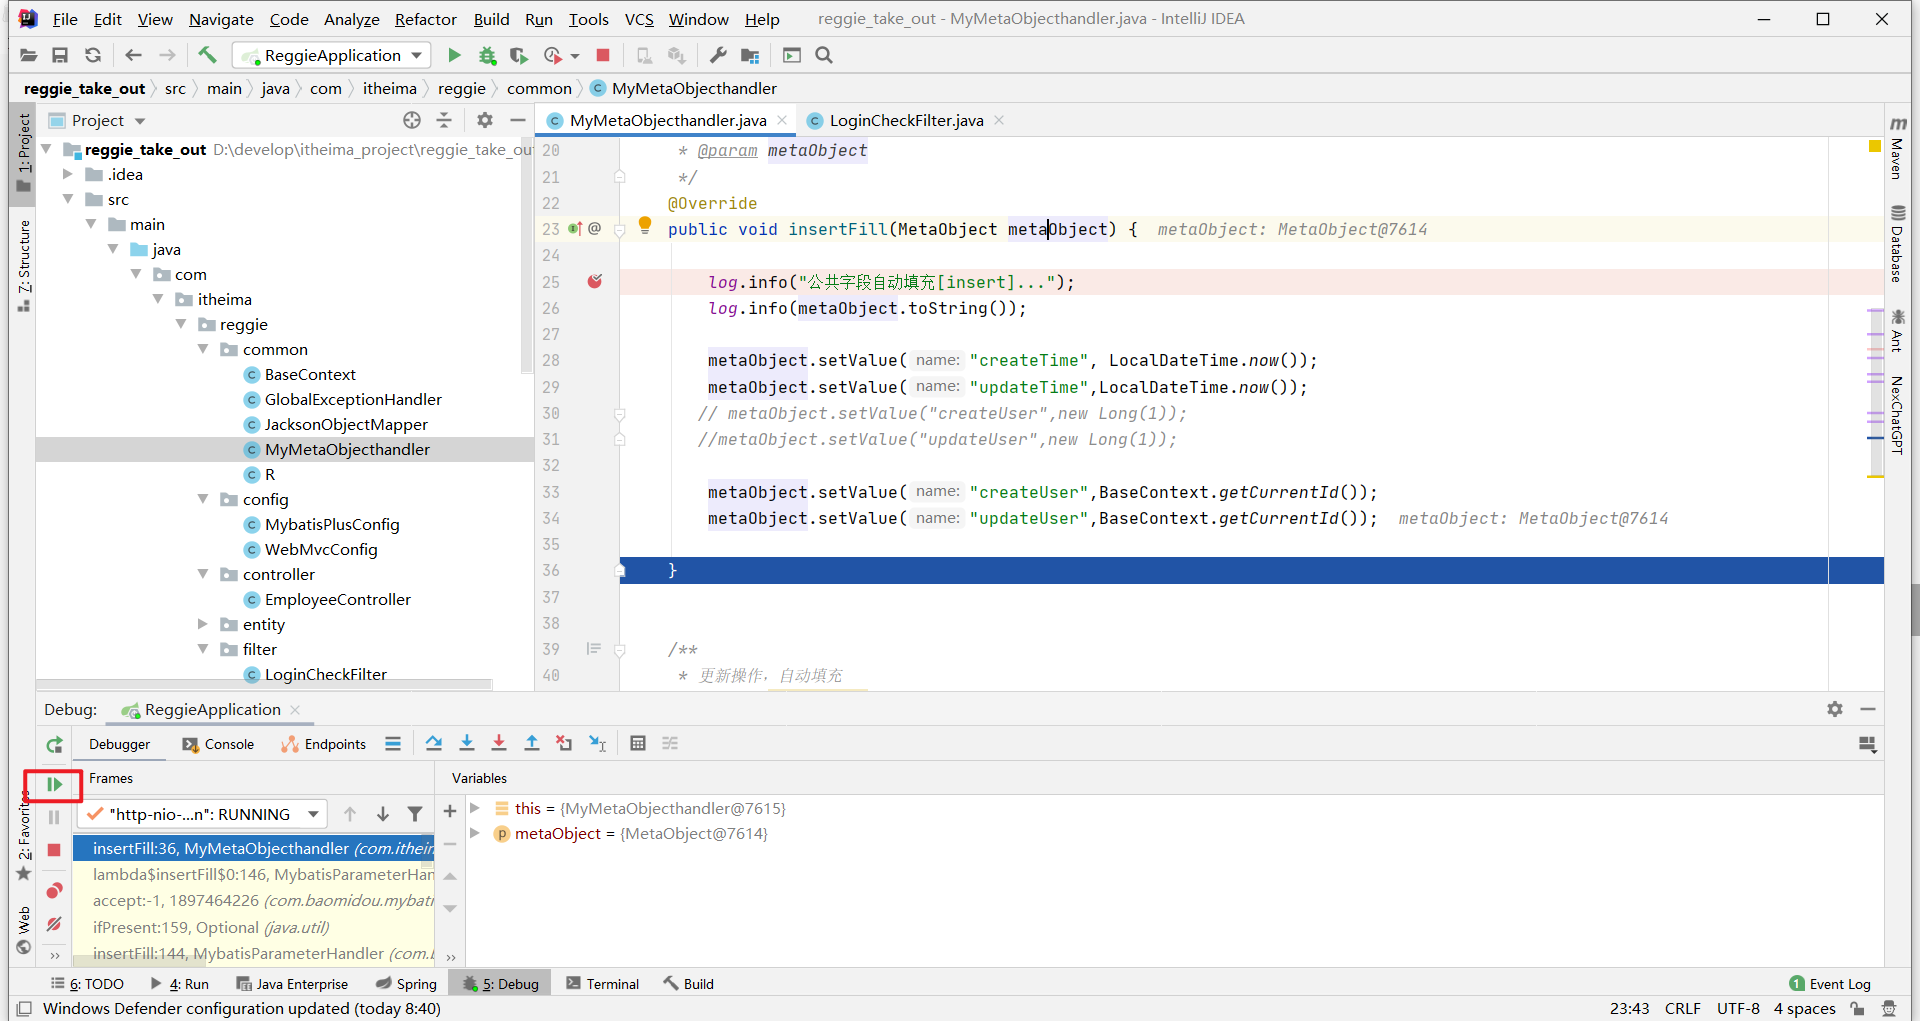 File Edit View Navigate Code Analyze Refactor Build Run Tools VCS Window Help reggie_take_out - MyMetaObjecthandler.java - IntelliJ IDEA
ReggieApplication
reggie_take_out src main java com itheima reggie common MyMetaObjecthandler
1: Project
Z: Structure
2: Favorites
Web
Project
reggie_take_out D:\develop\itheima_project\reggie_take_ou
.idea
src
main
java
com
itheima
reggie
common
BaseContext
GlobalExceptionHandler
JacksonObjectMapper
MyMetaObjecthandler
R
config
MybatisPlusConfig
WebMvcConfig
controller
EmployeeController
entity
filter
LoginCheckFilter
MyMetaObjecthandler.java LoginCheckFilter.java
20 * @param metaObject
21 */
22 @Override
23 public void insertFill(MetaObject metaObject) { metaObject: MetaObject@7614
24
25 log.info("公共字段自动填充[insert]...");
26 log.info(metaObject.toString());
27
28 metaObject.setValue( name: "createTime", LocalDateTime.now());
29 metaObject.setValue( name: "updateTime",LocalDateTime.now());
30 // metaObject.setValue("createUser",new Long(1));
31 //metaObject.setValue("updateUser",new Long(1));
32
33 metaObject.setValue( name: "createUser",BaseContext.getCurrentId());
34 metaObject.setValue( name: "updateUser",BaseContext.getCurrentId()); metaObject: MetaObject@7614
35
36 }
37
38
39 /**
40 * 更新操作，自动填充
Maven
Database
Ant
NexChatGPT
Debug: ReggieApplication
Debugger Console Endpoints
Frames
Variables
"http-nio-...n": RUNNING
insertFill:36, MyMetaObjecthandler (com.itheim
lambda$insertFill$0:146, MybatisParameterHan
accept:-1, 1897464226 (com.baomidou.mybati
ifPresent:159, Optional (java.util)
insertFill:144, MybatisParameterHandler (com.b
this = {MyMetaObjecthandler@7615}
metaObject = {MetaObject@7614}
6: TODO 4: Run Java Enterprise Spring 5: Debug Terminal Build 1 Event Log
Windows Defender configuration updated (today 8:40) 23:43 CRLF UTF-8 4 spaces